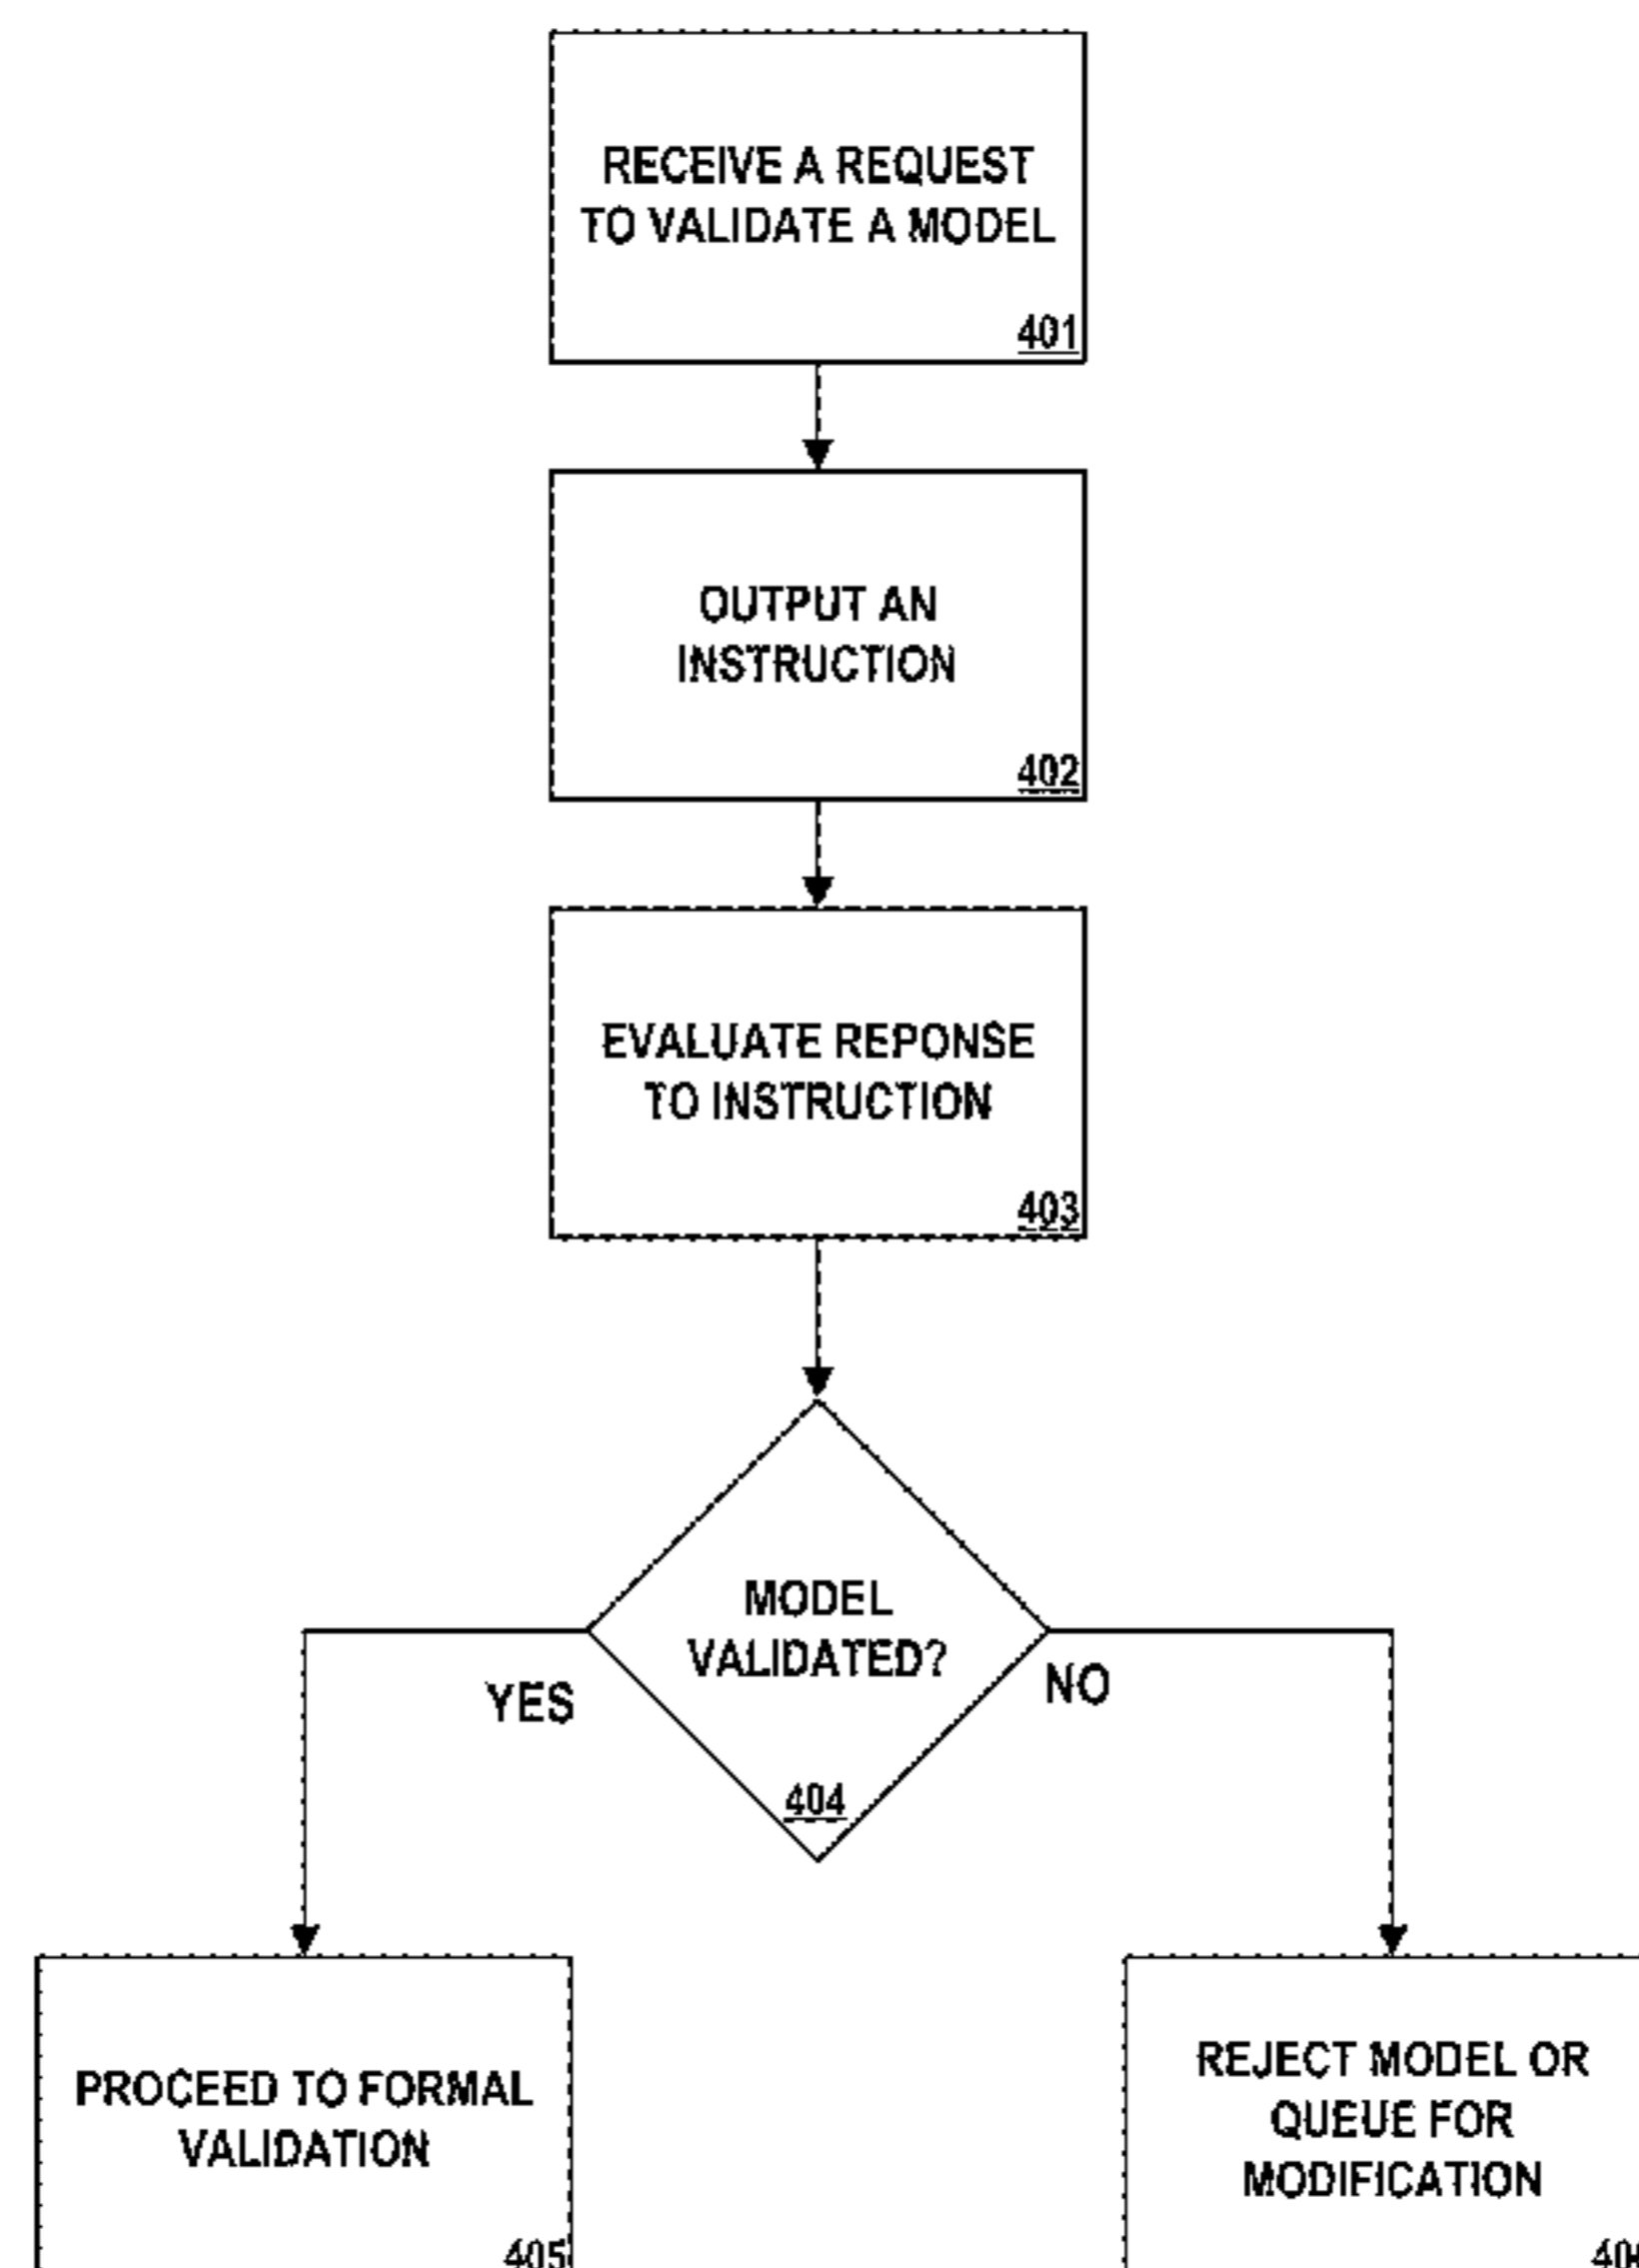 RECEIVE A REQUEST
TO VALIDATE A MODEL
401
OUTPUT AN
INSTRUCTION
402
EVALUATE REPONSE
TO INSTRUCTION
403
MODEL
VALIDATED?
404
YES
NO
PROCEED TO FORMAL
VALIDATION
405
REJECT MODEL OR
QUEUE FOR
MODIFICATION